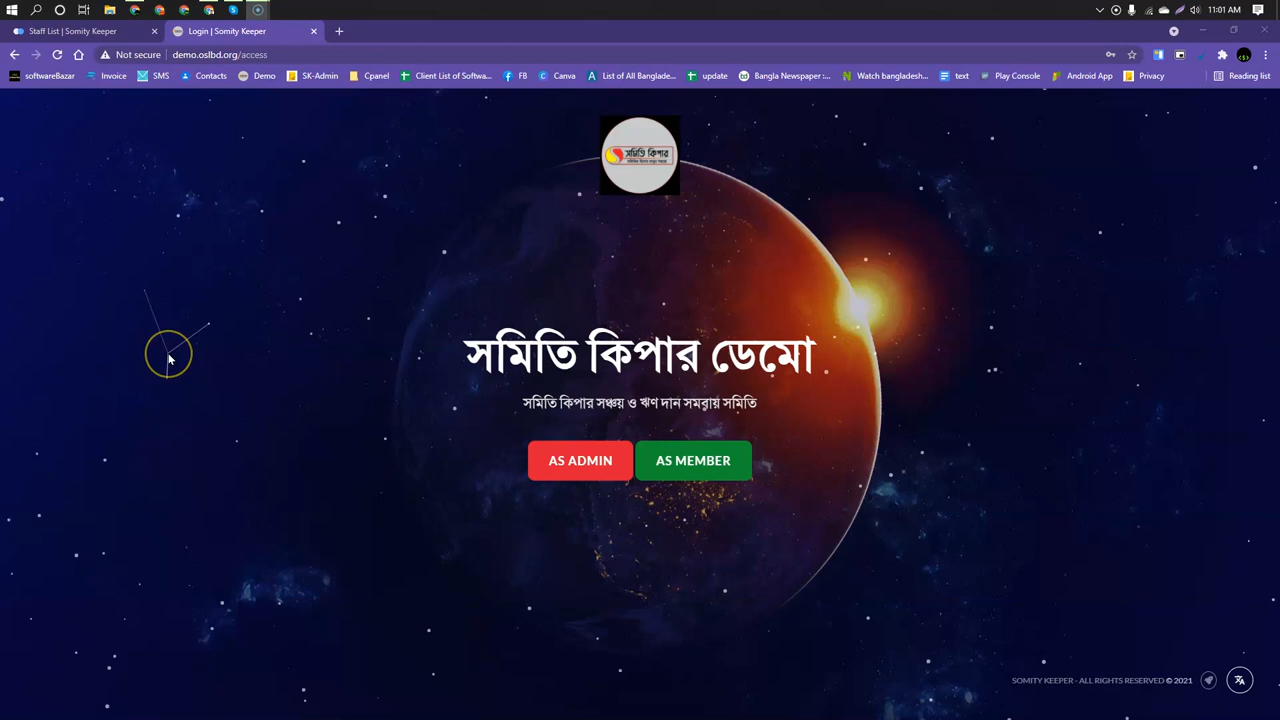 11:01 AM
Staff List | Somity Keeper
Login | Somity Keeper
Not secure
demo.oslbd.org/access
softwareBazar
Invoice
SMS
Contacts
Demo
SK-Admin
Cpanel
Client List of Softwa...
FB
Canva
List of All Banglade...
update
Bangla Newspaper :...
Watch bangladesh...
text
Play Console
Android App
Privacy
Reading list
সমিতি কিপার
সমিতি কিপার ডেমো
সমিতি কিপার সঞ্চয় ও ঋণ দান সমবায় সমিতি
AS ADMIN
AS MEMBER
SOMITY KEEPER - ALL RIGHTS RESERVED © 2021